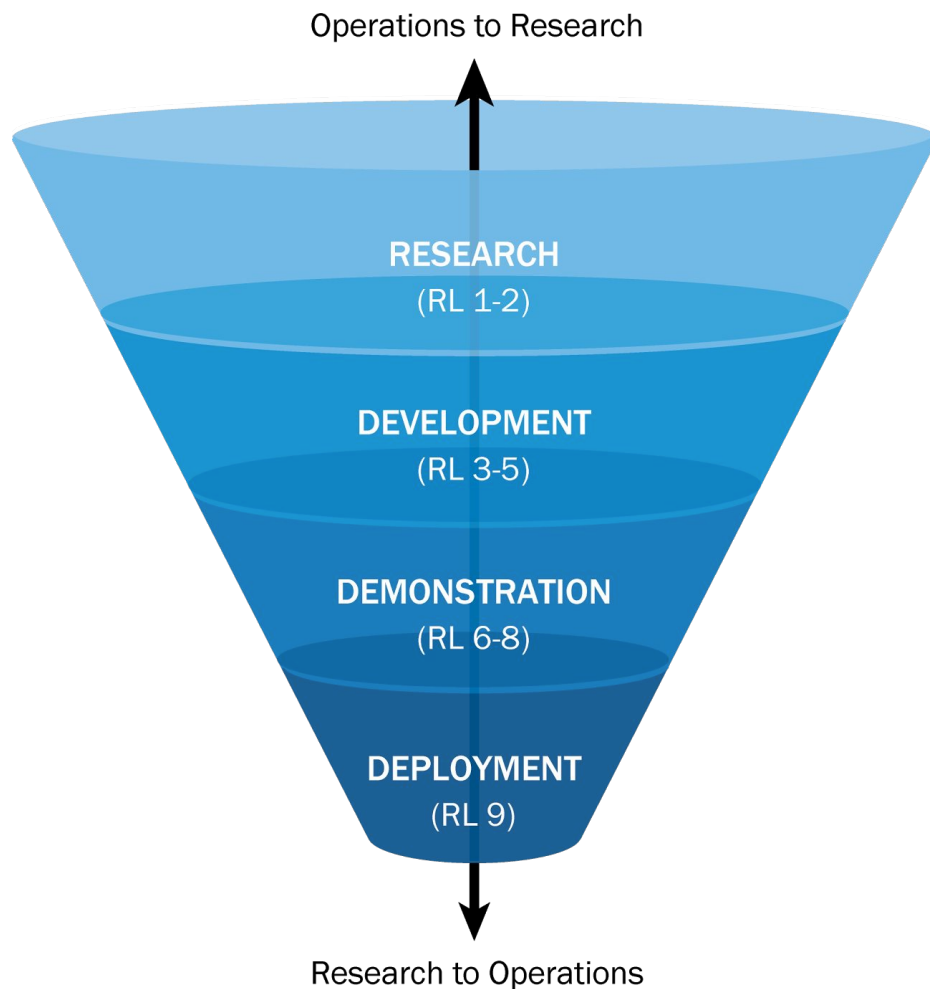 Operations to Research
RESEARCH
(RL 1-2)
DEVELOPMENT
(RL 3-5)
DEMONSTRATION
(RL 6-8)
DEPLOYMENT
(RL 9)
Research to Operations